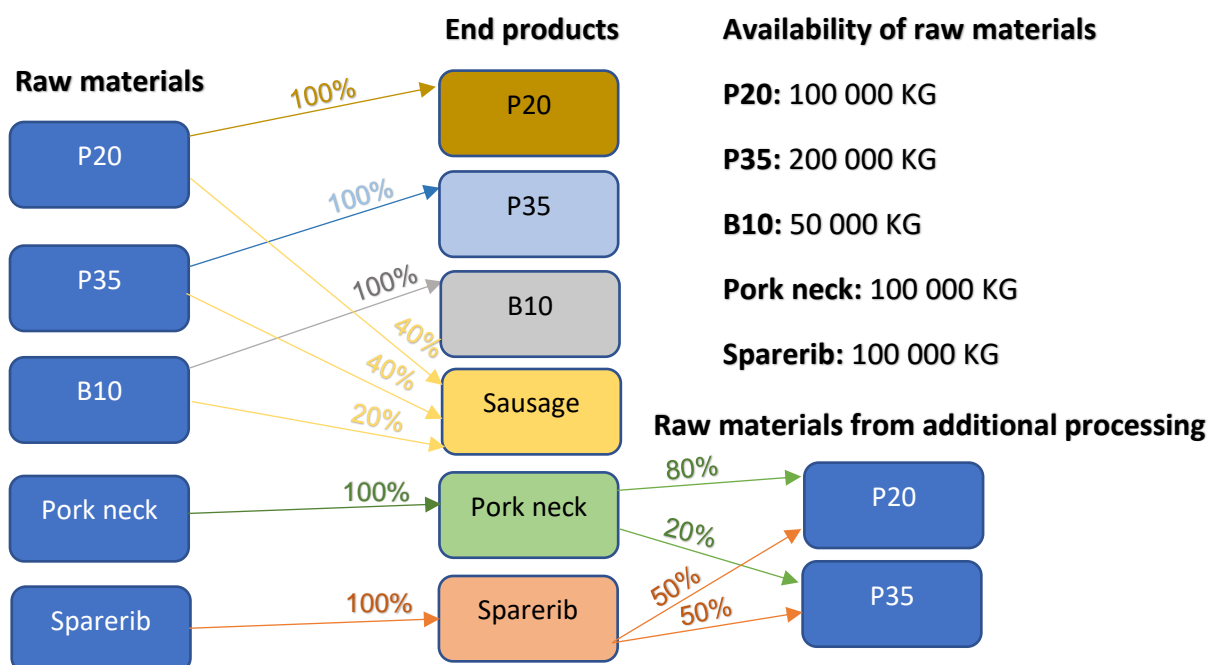 Raw materials
P20
P35
B10
Pork neck
Sparerib
100%
100%
100%
40%
40%
20%
100%
100%
End products
P20
P35
B10
Sausage
Pork neck
Sparerib
Availability of raw materials
P20: 100 000 KG
P35: 200 000 KG
B10: 50 000 KG
Pork neck: 100 000 KG
Sparerib: 100 000 KG
Raw materials from additional processing
80%
20%
50%
50%
P20
P35